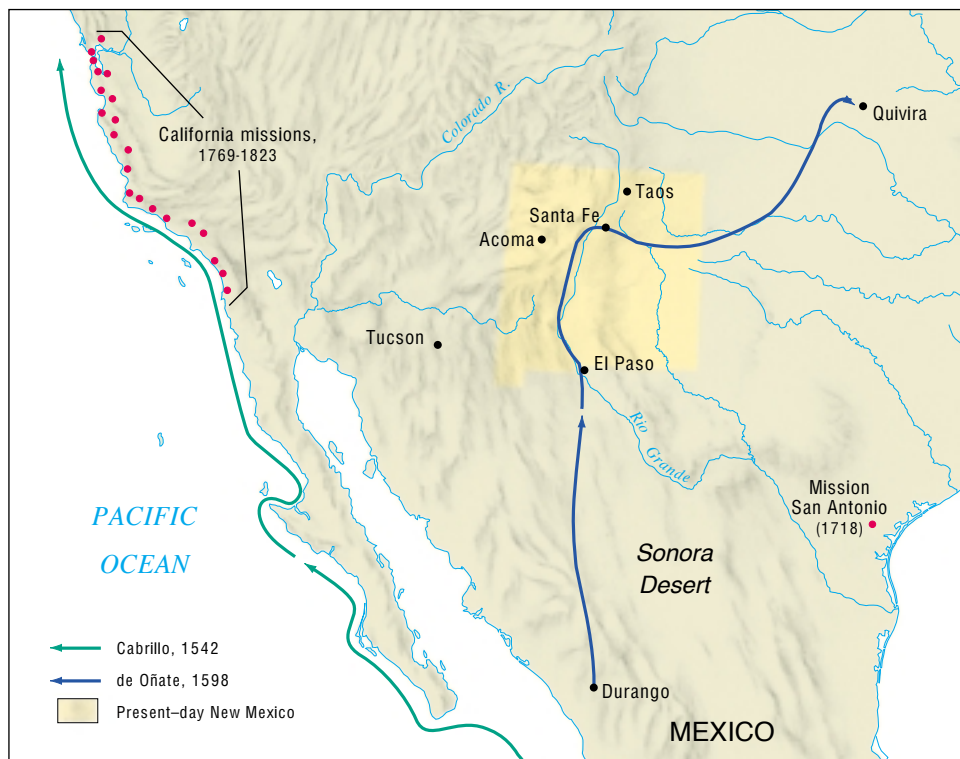 California missions,
1769-1823
Colorado R.
Quivira
Taos
Santa Fe
Acoma
Tucson
El Paso
Rio
Grande
Mission
San Antonio
(1718)
PACIFIC
OCEAN
Sonora
Desert
Cabrillo, 1542
de Oñate, 1598
Present–day New Mexico
Durango
MEXICO